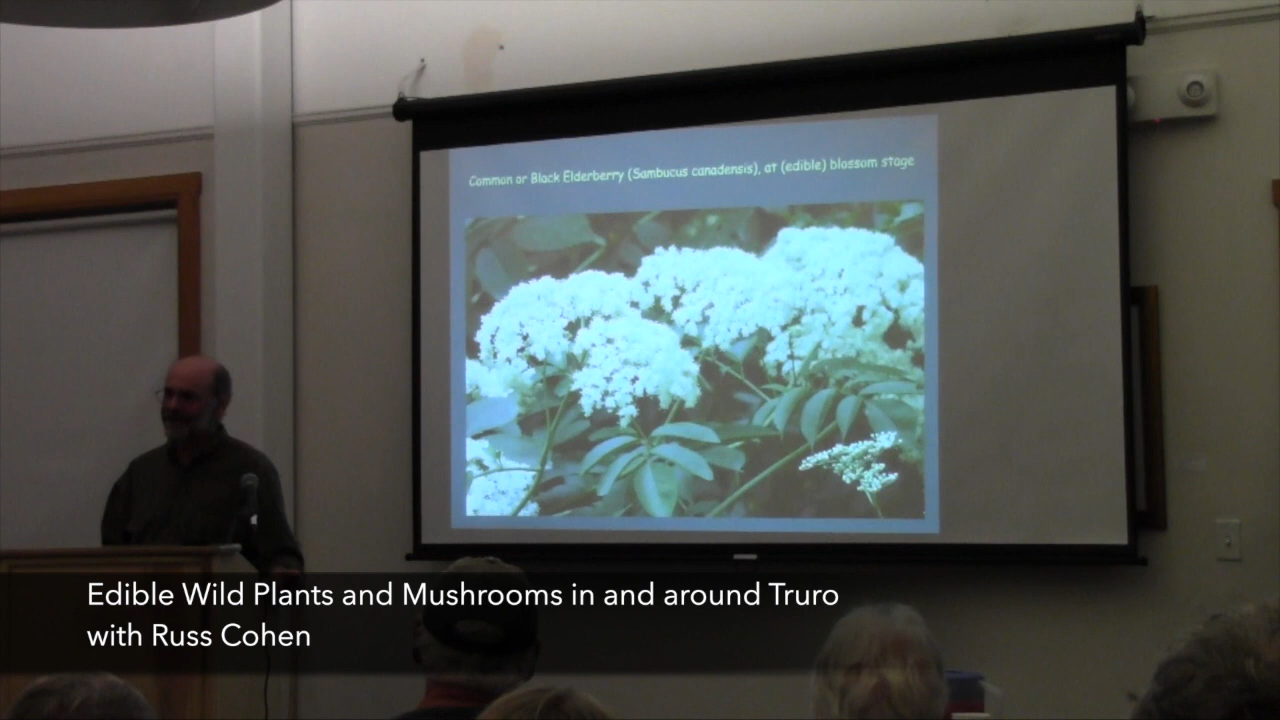 Common or Black Elderberry (Sambucus canadensis), at (edible) blossom stage
Edible Wild Plants and Mushrooms in and around Truro
with Russ Cohen